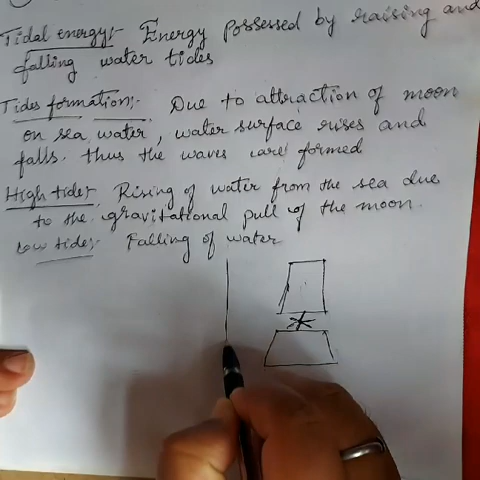 Tidal energy:- Energy possessed by raising and
falling water tides
Tides formation:- Due to attraction of moon
on sea water, water surface rises and
falls. thus the waves are formed
High tide:- Rising of water from the sea due
to the gravitational pull of the moon.
Low tide:- Falling of water